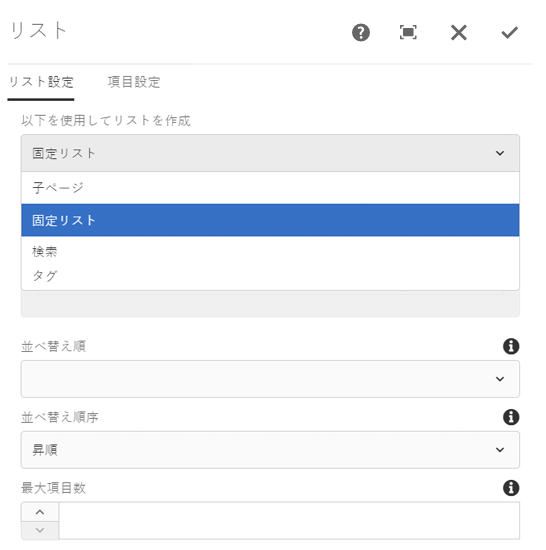 リスト
リスト設定 項目設定
以下を使用してリストを作成
固定リスト
子ページ
固定リスト
検索
タグ
並べ替え順
並べ替え順序
昇順
最大項目数